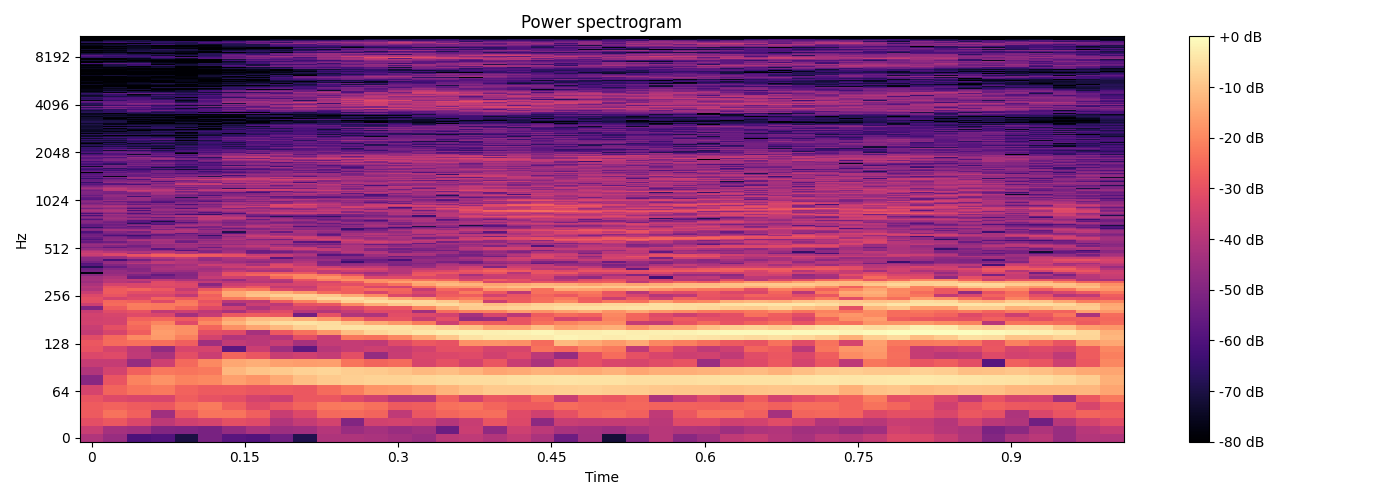 Power spectrogram
Hz
8192
4096
2048
1024
512
256
128
64
0
0 0.15 0.3 0.45 0.6 0.75 0.9
Time
+0 dB
-10 dB
-20 dB
-30 dB
-40 dB
-50 dB
-60 dB
-70 dB
-80 dB